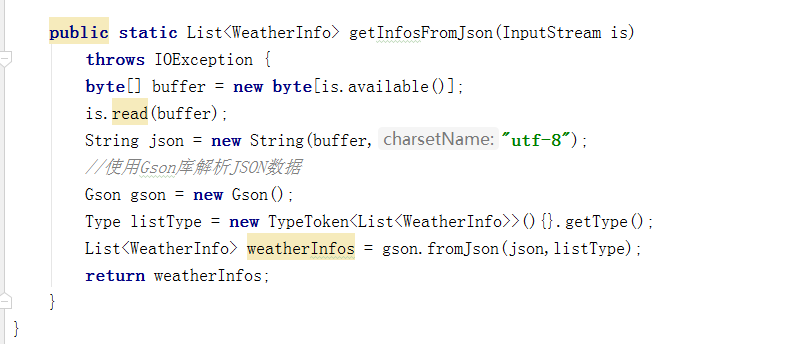 public static List<WeatherInfo> getInfosFromJson(InputStream is)
throws IOException {
byte[] buffer = new byte[is.available()];
is.read(buffer);
String json = new String(buffer, charsetName: "utf-8");
//使用Gson库解析JSON数据
Gson gson = new Gson();
Type listType = new TypeToken<List<WeatherInfo>>(){}.getType();
List<WeatherInfo> weatherInfos = gson.fromJson(json,listType);
return weatherInfos;
}
}